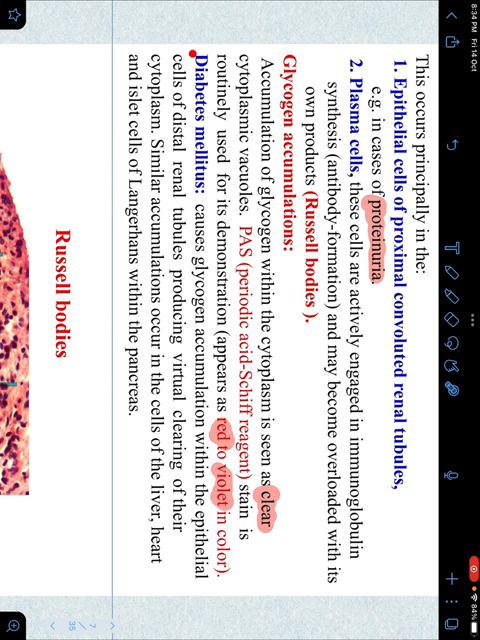 8:34 PM Fri 14 Oct
84%
This occurs principally in the:
1. Epithelial cells of proximal convoluted renal tubules,
e.g. in cases of proteinuria.
2. Plasma cells, these cells are actively engaged in immunoglobulin
synthesis (antibody-formation) and may become overloaded with its
own products (Russell bodies ).
Glycogen accumulations:
Accumulation of glycogen within the cytoplasm is seen as clear
cytoplasmic vacuoles. PAS (periodic acid-Schiff reagent) stain is
routinely used for its demonstration (appears as red to violet in color).
Diabetes mellitus: causes glycogen accumulation within the epithelial
cells of distal renal tubules producing virtual clearing of their
cytoplasm. Similar accumulations occur in the cells of the liver, heart
and islet cells of Langerhans within the pancreas.
7 / 35
Russell bodies